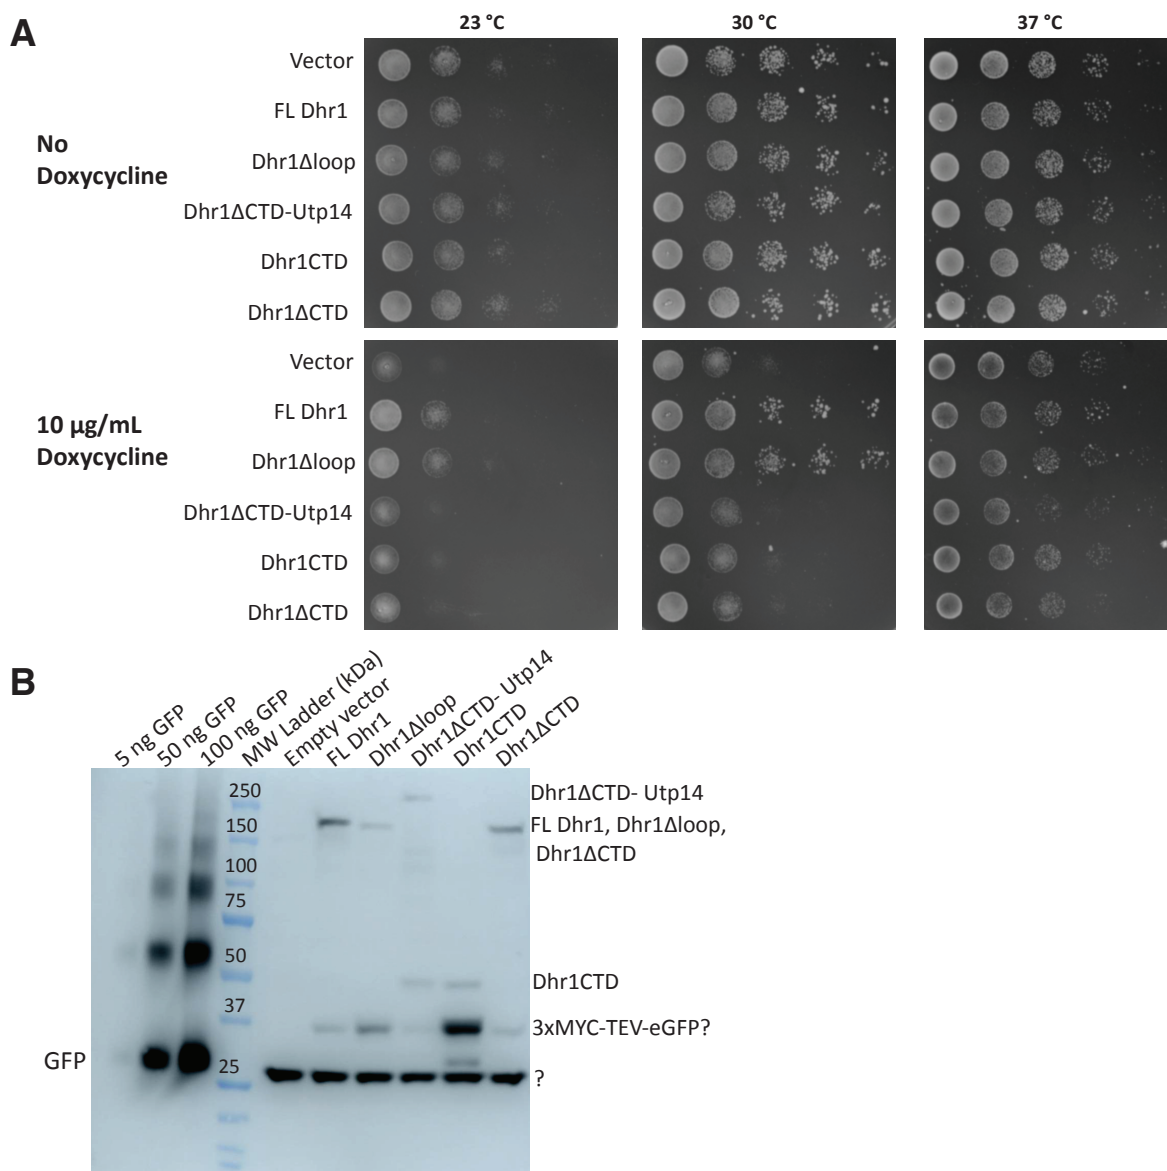 A
23 °C
30 °C
37 °C
No
Doxycycline
Vector
FL Dhr1
Dhr1Δloop
Dhr1ΔCTD-Utp14
Dhr1CTD
Dhr1ΔCTD
10 µg/mL
Doxycycline
Vector
FL Dhr1
Dhr1Δloop
Dhr1ΔCTD-Utp14
Dhr1CTD
Dhr1ΔCTD
B
5 ng GFP
50 ng GFP
100 ng GFP
MW Ladder (kDa)
Empty vector
FL Dhr1
Dhr1Δloop
Dhr1ΔCTD- Utp14
Dhr1CTD
Dhr1ΔCTD
250
150
100
75
50
37
25
GFP
Dhr1ΔCTD- Utp14
FL Dhr1, Dhr1Δloop,
Dhr1ΔCTD
Dhr1CTD
3xMYC-TEV-eGFP?
?